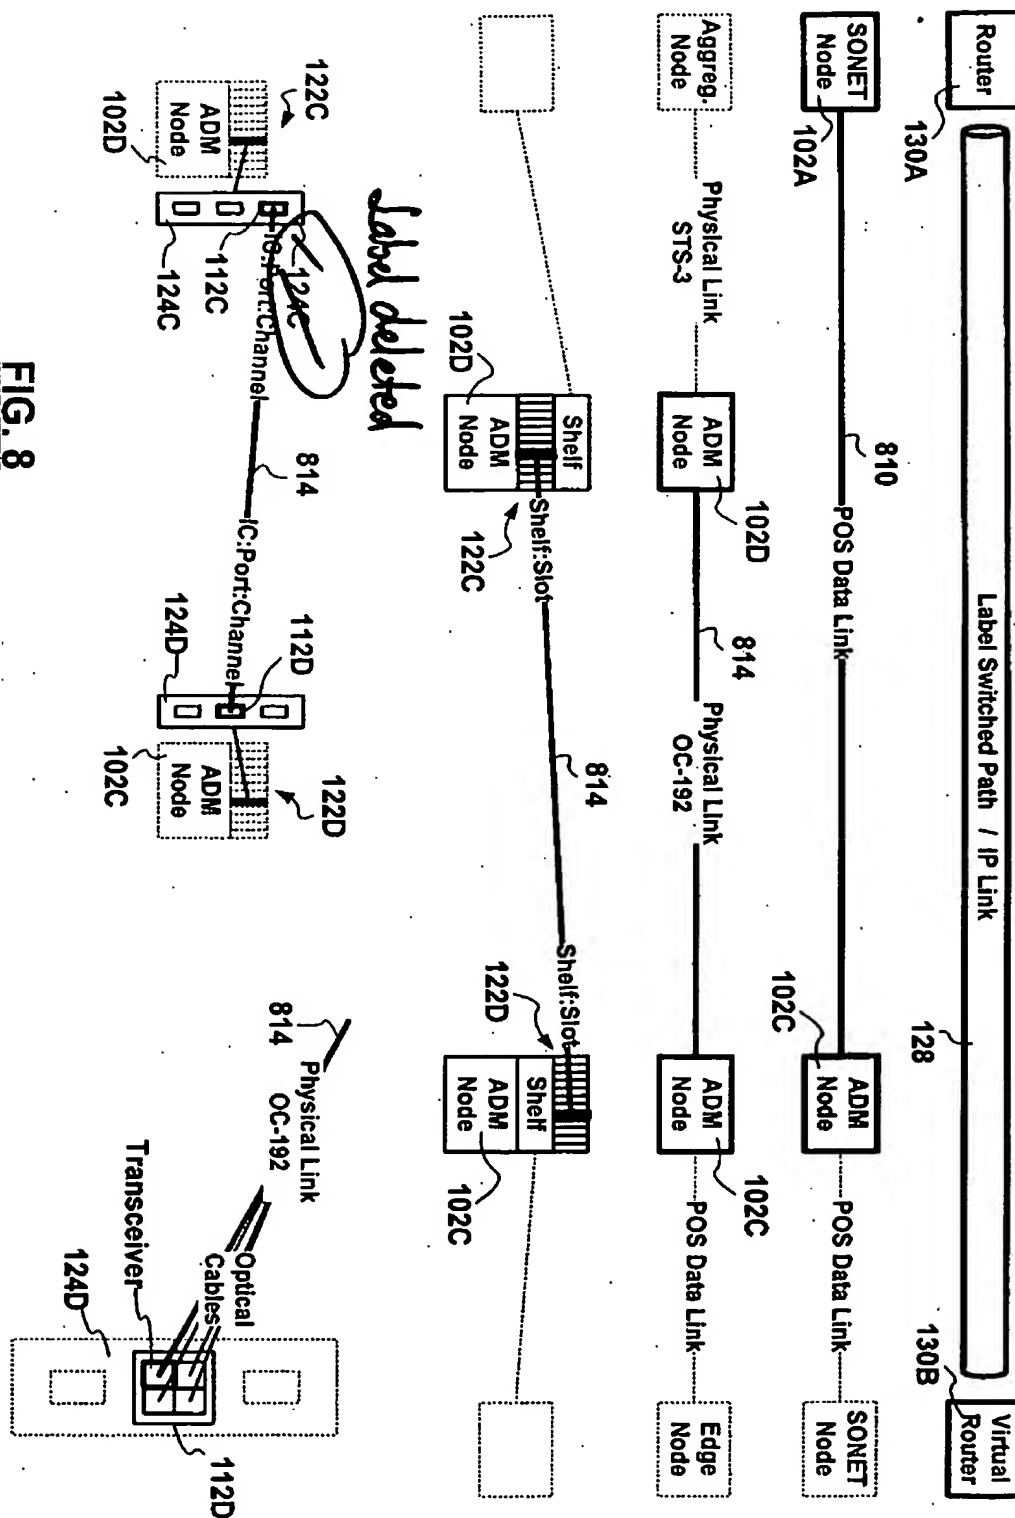 Router
130A
Label Switched Path / IP Link
128
Virtual
Router
130B
SONET
Node
102A
810
POS Data Link
102C
ADM
Node
POS Data Link
SONET
Node
Aggreg.
Node
Physical Link
STS-3
ADM
Node
102D
814
Physical Link
OC-192
ADM
Node
102C
POS Data Link
Edge
Node
Shelf
ADM
Node
102D
122C
Shelf:Slot
814
Shelf:Slot
122D
Shelf
ADM
Node
102C
Label deleted
122C
ADM
Node
102D
124C
112C
124C
IC:Port:Channel
814
IC:Port:Channel
112D
124D
122D
ADM
Node
102C
814
Physical Link
OC-192
Optical
Cables
Transceiver
124D
112D
FIG. 8